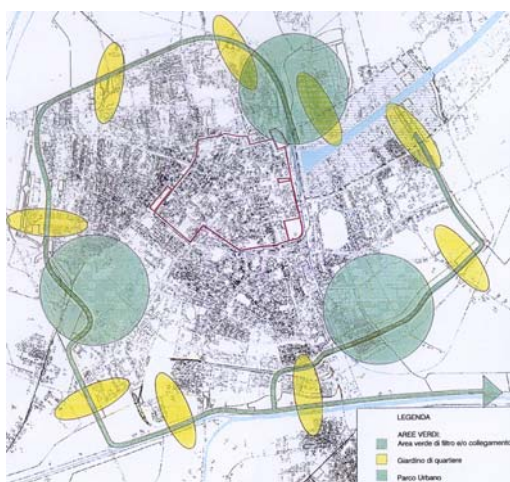 LEGENDA
AREE VERDI:
Area verde di filtro e/o collegamento
Giardino di quartiere
Parco Urbano